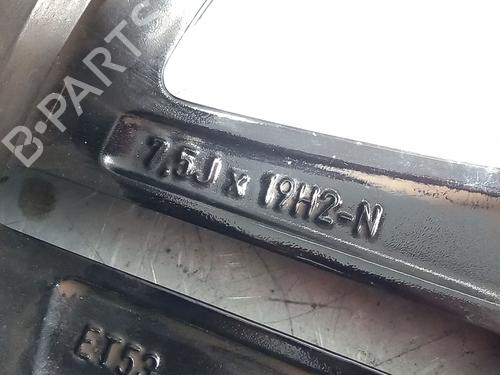 B-PARTS
7,5J x 19H2-N
ET53